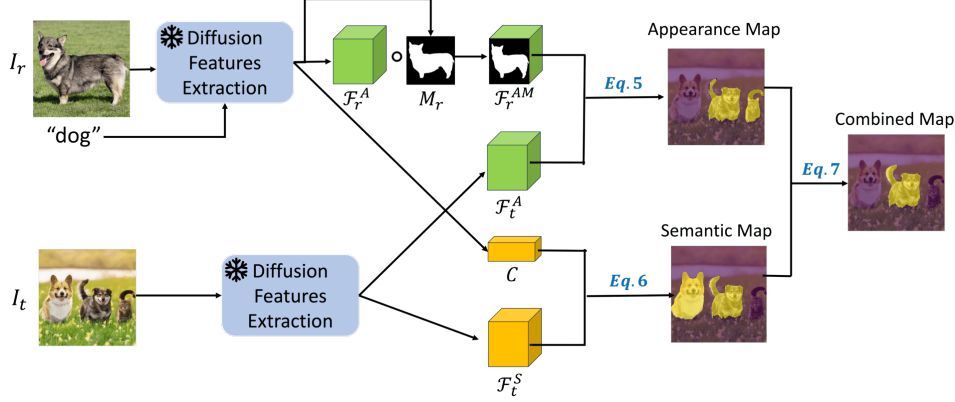 I_r
Diffusion
Features
Extraction
"dog"
F_r^A
M_r
F_r^AM
Eq.5
Appearance Map
F_t^A
Combined Map
Eq.7
I_t
Diffusion
Features
Extraction
C
Eq.6
Semantic Map
F_t^S